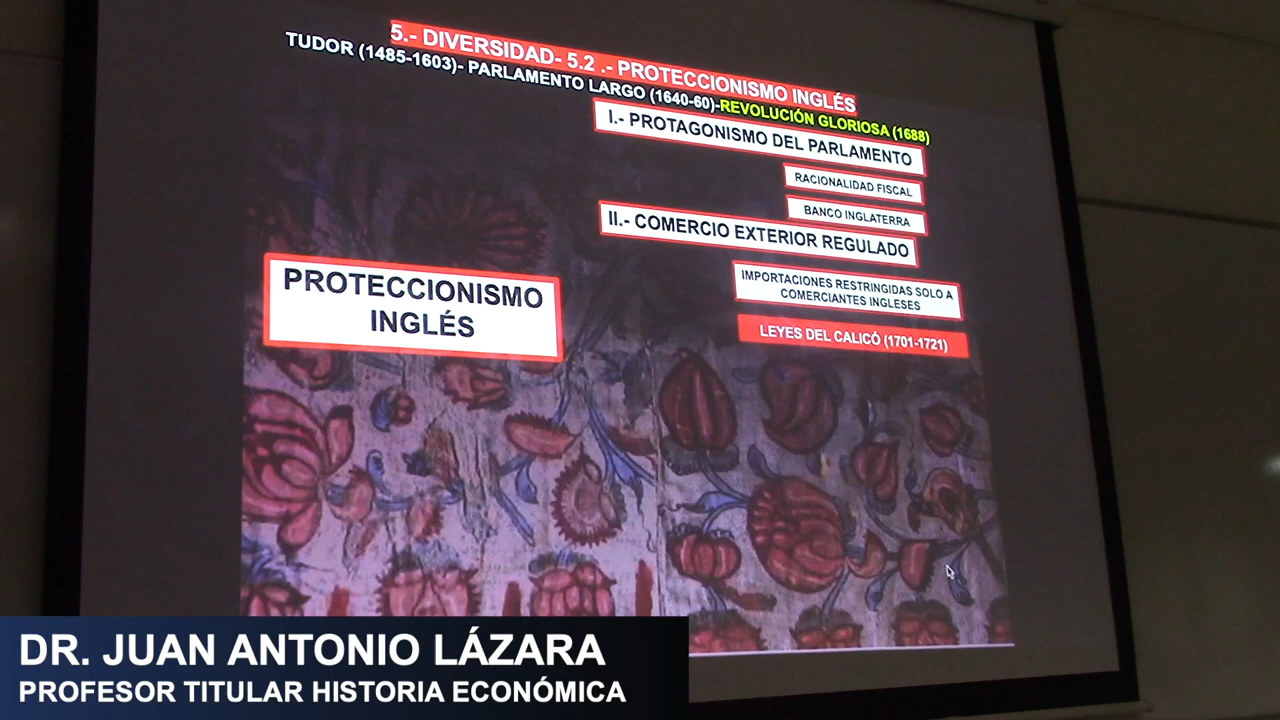 5.- DIVERSIDAD- 5.2 .- PROTECCIONISMO INGLÉS
TUDOR (1485-1603)- PARLAMENTO LARGO (1640-60)-REVOLUCIÓN GLORIOSA (1688)
I.- PROTAGONISMO DEL PARLAMENTO
RACIONALIDAD FISCAL
BANCO INGLATERRA
II.- COMERCIO EXTERIOR REGULADO
PROTECCIONISMO
INGLÉS
IMPORTACIONES RESTRINGIDAS SOLO A
COMERCIANTES INGLESES
LEYES DEL CALICÓ (1701-1721)
DR. JUAN ANTONIO LÁZARA
PROFESOR TITULAR HISTORIA ECONÓMICA